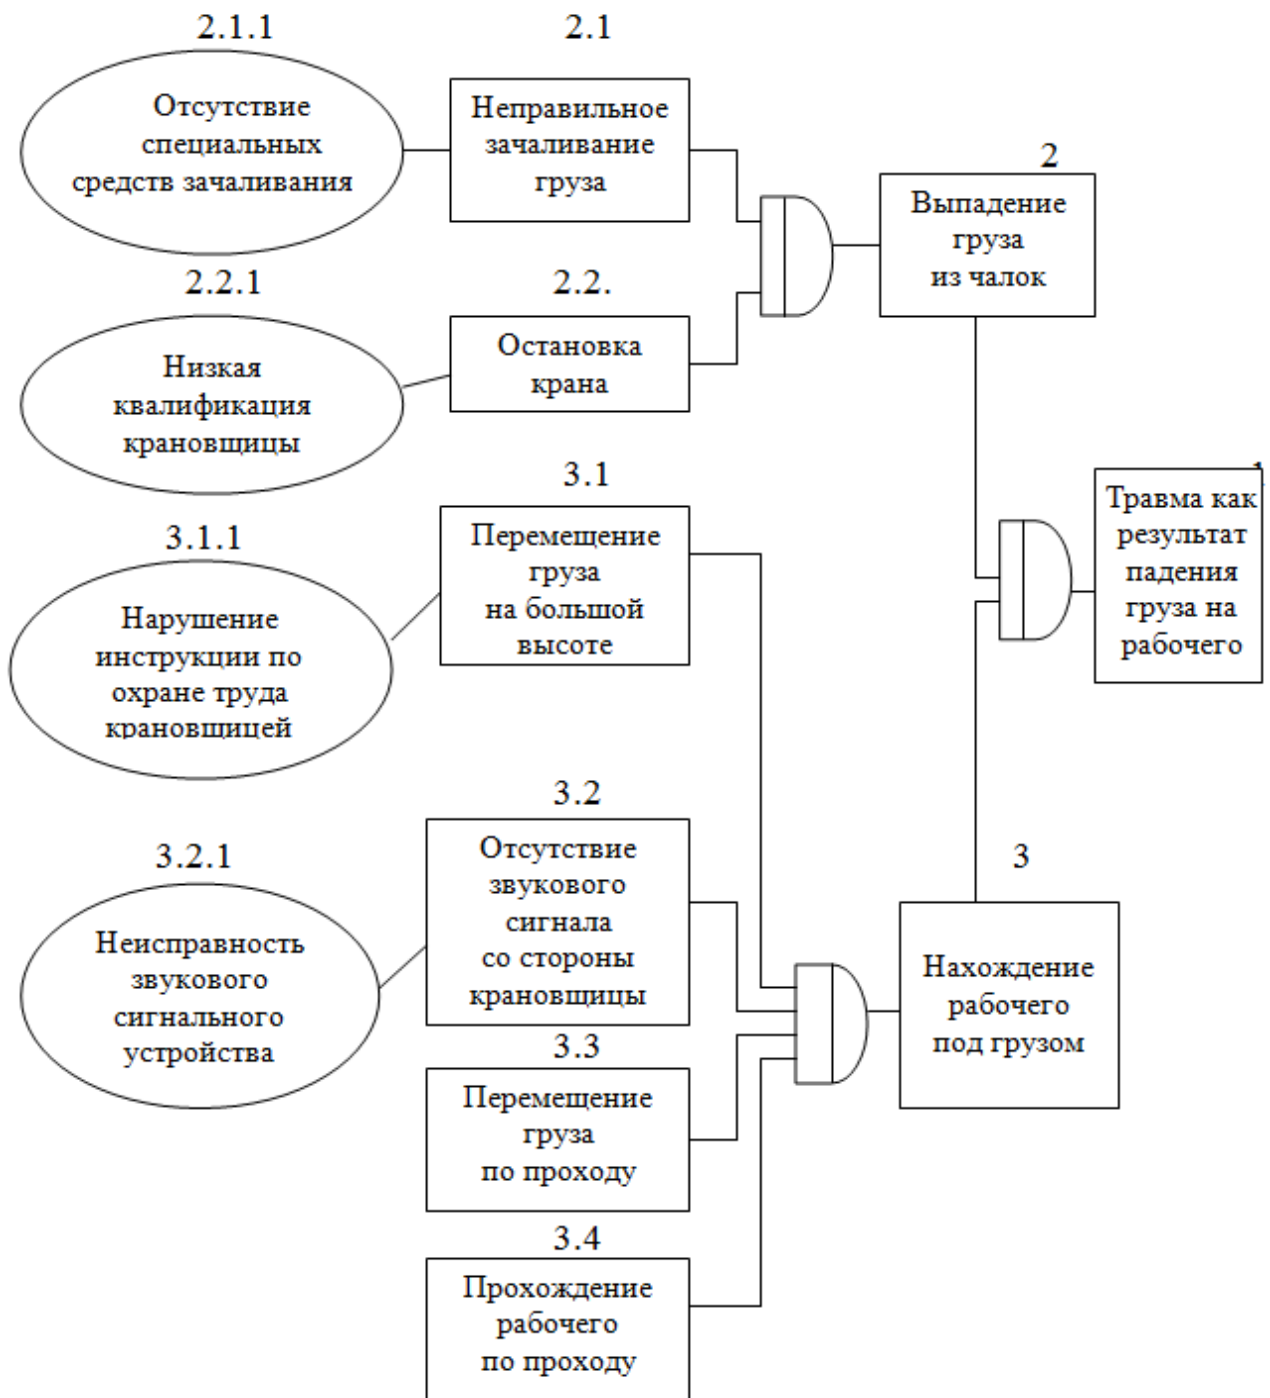 2.1.1
Отсутствие
специальных
средств зачаливания
2.1
Неправильное
зачаливание
груза
2
Выпадение
груза
из чалок
2.2.1
Низкая
квалификация
крановщицы
2.2.
Остановка
крана
3.1.1
Нарушение
инструкции по
охране труда
крановщицей
3.1
Перемещение
груза
на большой
высоте
1
Травма как
результат
падения
груза на
рабочего
3.2.1
Неисправность
звукового
сигнального
устройства
3.2
Отсутствие
звукового
сигнала
со стороны
крановщицы
3
Нахождение
рабочего
под грузом
3.3
Перемещение
груза
по проходу
3.4
Прохождение
рабочего
по проходу